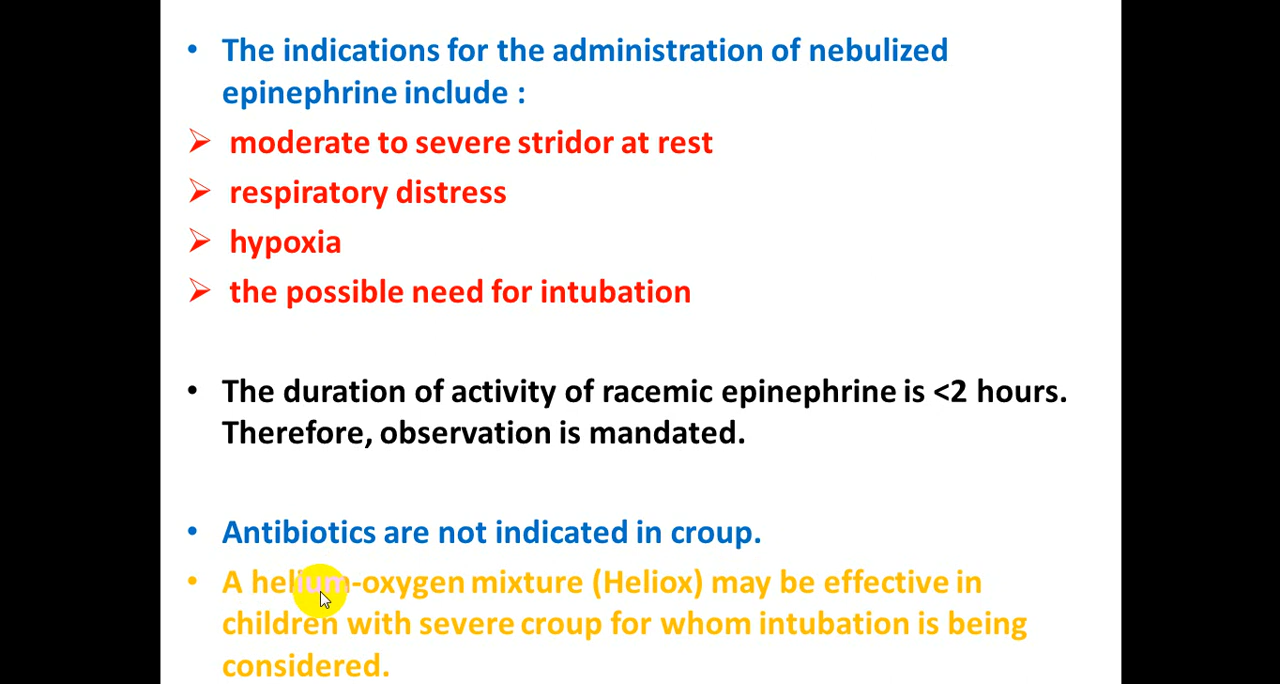 • The indications for the administration of nebulized
epinephrine include :
➢ moderate to severe stridor at rest
➢ respiratory distress
➢ hypoxia
➢ the possible need for intubation
• The duration of activity of racemic epinephrine is <2 hours.
Therefore, observation is mandated.
• Antibiotics are not indicated in croup.
• A helium-oxygen mixture (Heliox) may be effective in
children with severe croup for whom intubation is being
considered.